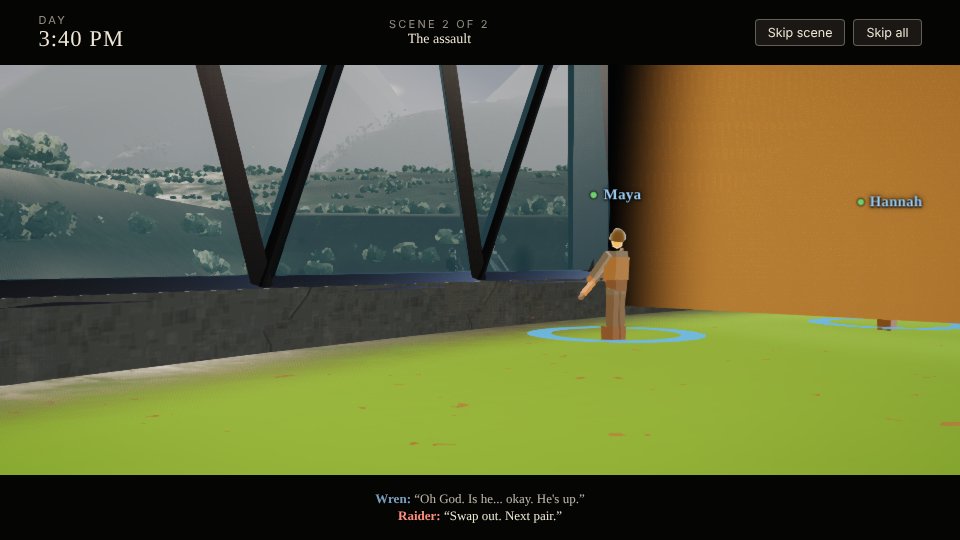 DAY
3:40 PM
SCENE 2 OF 2
The assault
Skip scene
Skip all
Maya
Hannah
Wren: “Oh God. Is he... okay. He's up.”
Raider: “Swap out. Next pair.”